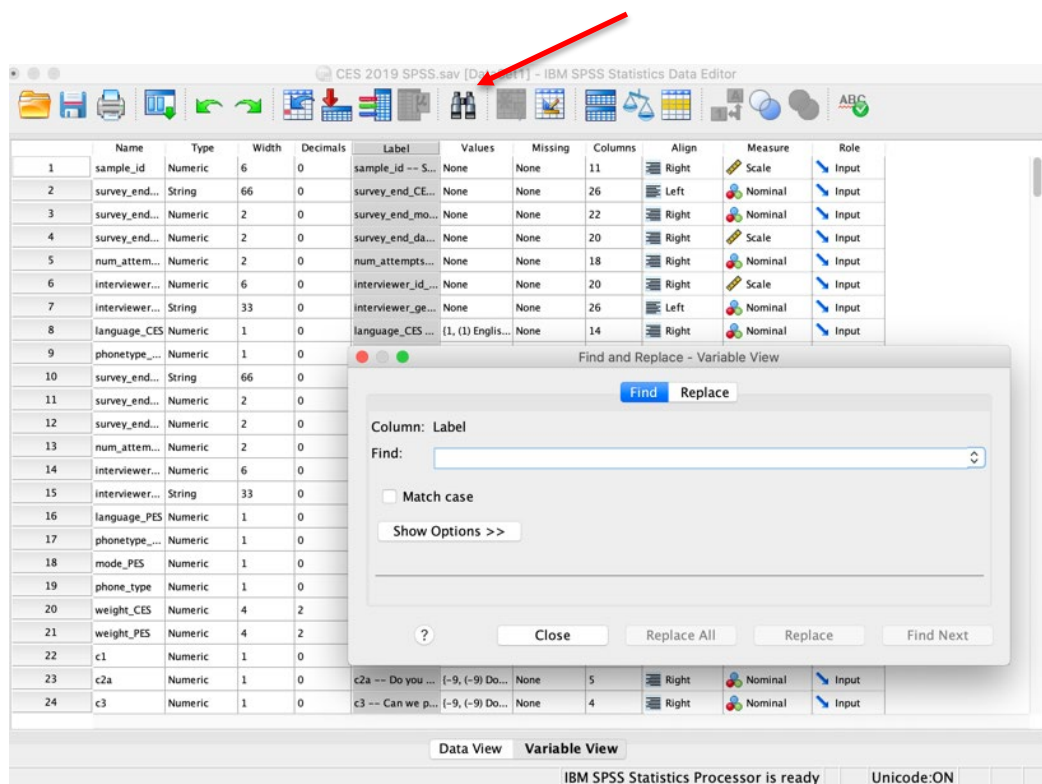 CES 2019 SPSS.sav [DataSet1] - IBM SPSS Statistics Data Editor
A
1
ABC
Name Type Width Decimals Label Values Missing Columns Align Measure Role
1 sample_id Numeric 6 0 sample_id -- S... None None 11 Right Scale Input
2 survey_end... String 66 0 survey_end_CE... None None 26 Left Nominal Input
3 survey_end... Numeric 2 0 survey_end_mo... None None 22 Right Nominal Input
4 survey_end... Numeric 2 0 survey_end_da... None None 20 Right Scale Input
5 num_attem... Numeric 2 0 num_attempts... None None 18 Right Nominal Input
6 interviewer... Numeric 6 0 interviewer_id_... None None 20 Right Scale Input
7 interviewer... String 33 0 interviewer_ge... None None 26 Left Nominal Input
8 language_CES Numeric 1 0 language_CES ... {1, (1) Englis... None 14 Right Nominal Input
9 phonetype_... Numeric 1 0
10 survey_end... String 66 0
11 survey_end... Numeric 2 0
12 survey_end... Numeric 2 0
13 num_attem... Numeric 2 0
14 interviewer... Numeric 6 0
15 interviewer... String 33 0
16 language_PES Numeric 1 0
17 phonetype_... Numeric 1 0
18 mode_PES Numeric 1 0
19 phone_type Numeric 1 0
20 weight_CES Numeric 4 2
21 weight_PES Numeric 4 2
22 c1 Numeric 1 0
23 c2a Numeric 1 0 c2a -- Do you ... {-9, (-9) Do... None 5 Right Nominal Input
24 c3 Numeric 1 0 c3 -- Can we p... {-9, (-9) Do... None 4 Right Nominal Input
Find and Replace - Variable View
Find Replace
Column: Label
Find:
Match case
Show Options >>
? Close Replace All Replace Find Next
Data View Variable View
IBM SPSS Statistics Processor is ready Unicode:ON